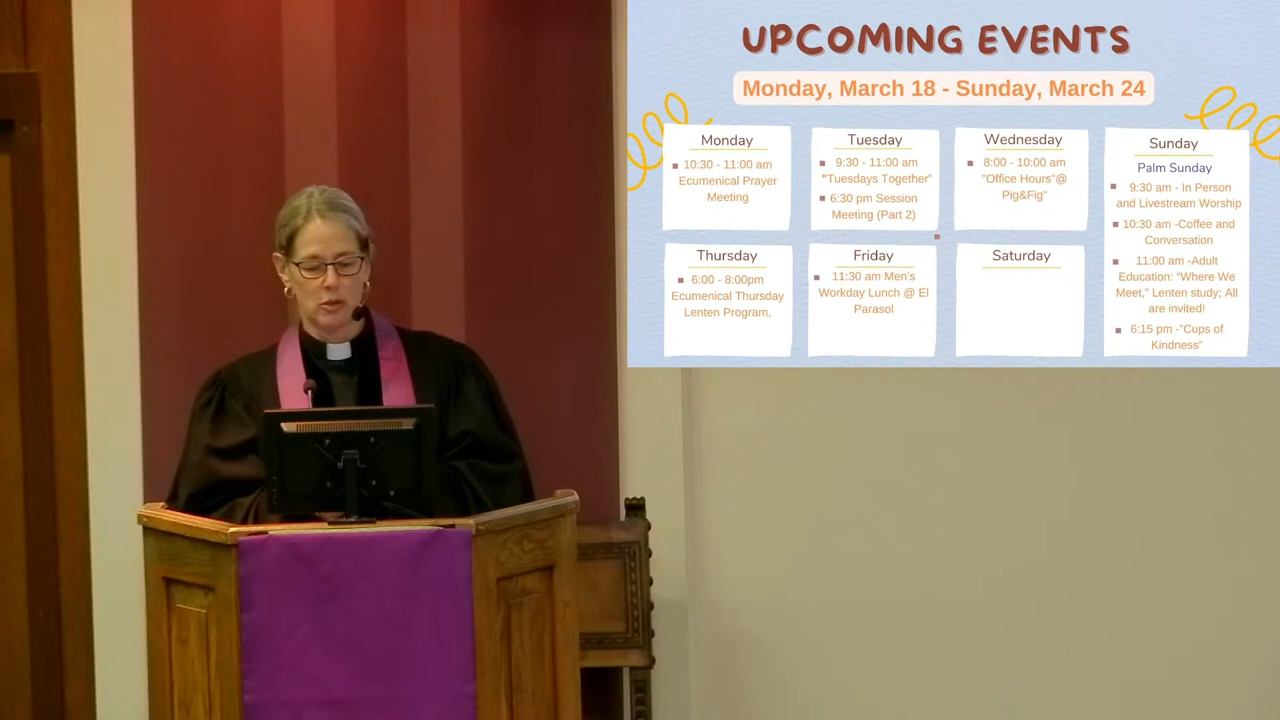 UPCOMING EVENTS
Monday, March 18 - Sunday, March 24
Monday
10:30 - 11:00 am
Ecumenical Prayer
Meeting
Tuesday
9:30 - 11:00 am
"Tuesdays Together"
6:30 pm Session
Meeting (Part 2)
Wednesday
8:00 - 10:00 am
"Office Hours"@
Pig&Fig"
Thursday
6:00 - 8:00pm
Ecumenical Thursday
Lenten Program,
Friday
11:30 am Men's
Workday Lunch @ El
Parasol
Saturday
Sunday
Palm Sunday
9:30 am - In Person
and Livestream Worship
10:30 am -Coffee and
Conversation
11:00 am -Adult
Education: "Where We
Meet," Lenten study; All
are invited!
6:15 pm -"Cups of
Kindness"